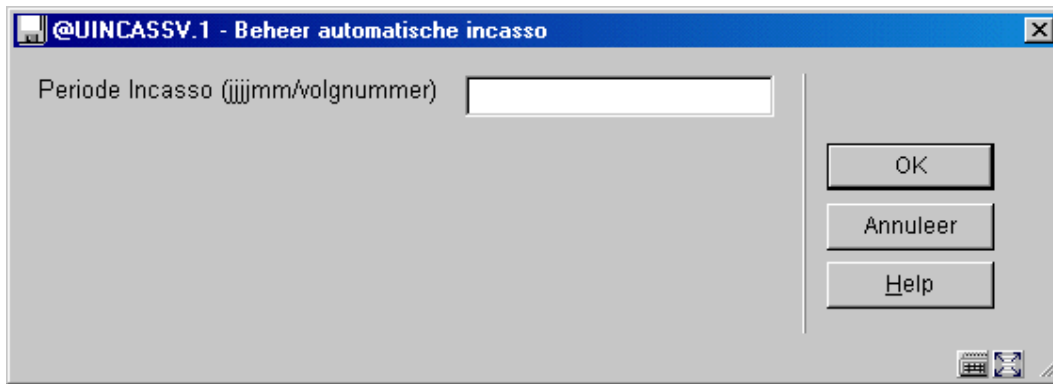 @UINCASSV.1 - Beheer automatische incasso
Periode Incasso (jjjjmm/volgnummer)
OK
Annuleer
Help